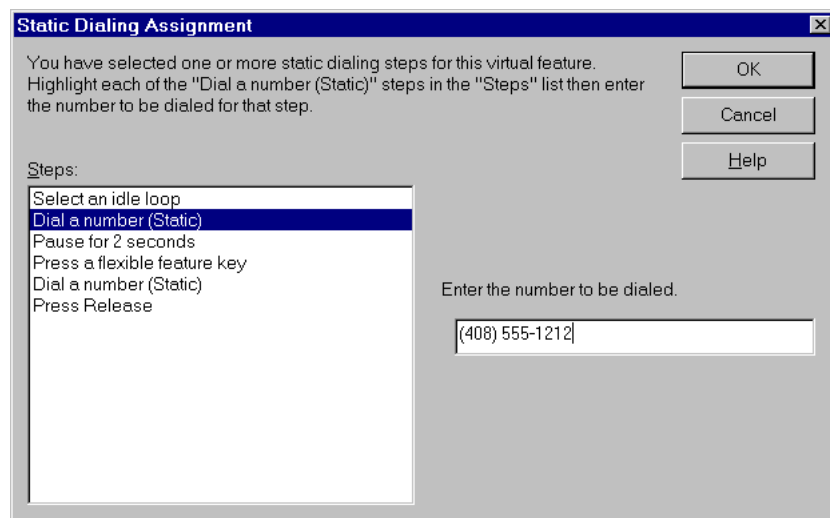 Static Dialing Assignment
You have selected one or more static dialing steps for this virtual feature.
Highlight each of the "Dial a number (Static)" steps in the "Steps" list then enter
the number to be dialed for that step.
OK
Cancel
Help
Steps:
Select an idle loop
Dial a number (Static)
Pause for 2 seconds
Press a flexible feature key
Dial a number (Static)
Press Release
Enter the number to be dialed.
(408) 555-1212